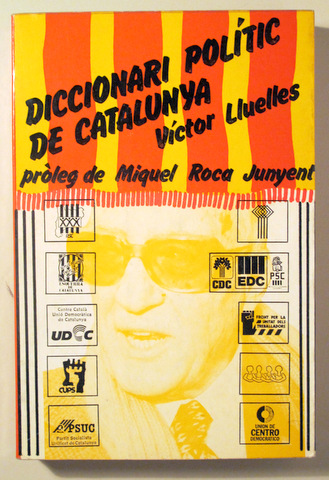 DICCIONARI POLÍTIC
DE CATALUNYA
Víctor Lluelles
pròleg de Miquel Roca Junyent
ESQUERRA
DE
CATALUNYA
CDC
EDC
PSC
Centre Català
Unió Democràtica
de Catalunya
UDC
FRONT PER LA
UNITAT DELS
TREBALLADORS
CUPS
PSUC
Partit Socialista
Unificat de Catalunya
UNION DE
CENTRO
DEMOCRATICO